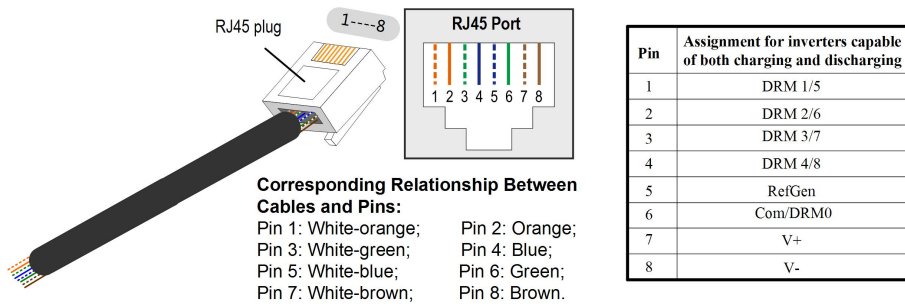 RJ45 plug
1----8
RJ45 Port
1 2 3 4 5 6 7 8
Corresponding Relationship Between
Cables and Pins:
Pin 1: White-orange; Pin 2: Orange;
Pin 3: White-green; Pin 4: Blue;
Pin 5: White-blue; Pin 6: Green;
Pin 7: White-brown; Pin 8: Brown.
Pin Assignment for inverters capable
of both charging and discharging
1 DRM 1/5
2 DRM 2/6
3 DRM 3/7
4 DRM 4/8
5 RefGen
6 Com/DRM0
7 V+
8 V-